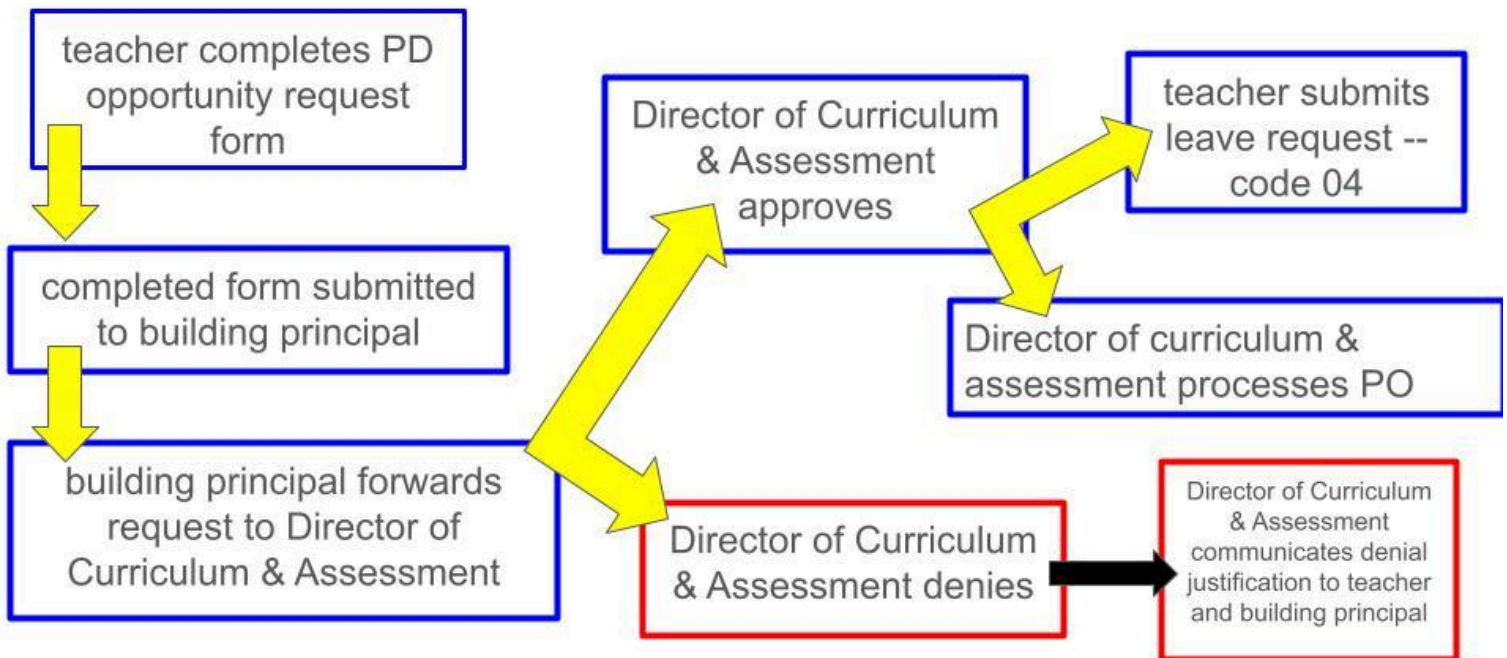 teacher completes PD
opportunity request
form
completed form submitted
to building principal
building principal forwards
request to Director of
Curriculum & Assessment
Director of Curriculum
& Assessment
approves
teacher submits
leave request --
code 04
Director of curriculum &
assessment processes PO
Director of Curriculum
& Assessment denies
Director of Curriculum
& Assessment
communicates denial
justification to teacher
and building principal